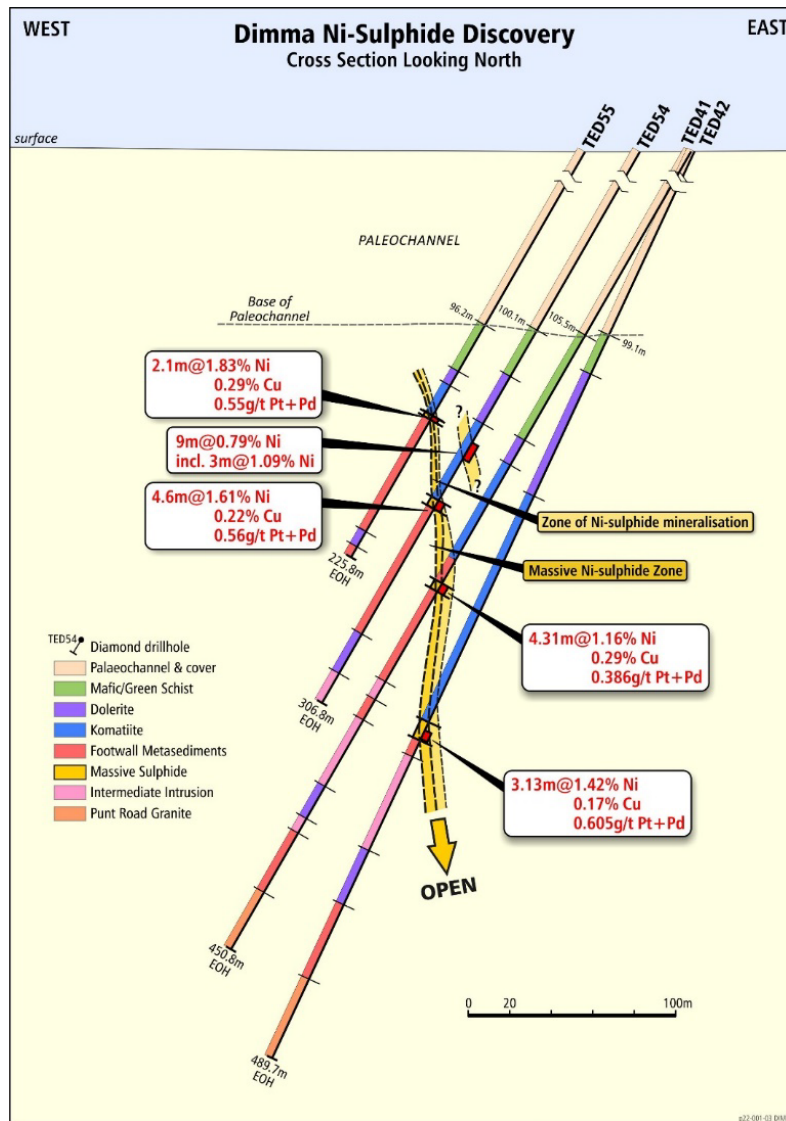 WEST
Dimma Ni-Sulphide Discovery
EAST
Cross Section Looking North
surface
TED55
TED54
TED41
TED42
PALEOCHANNEL
Base of
Paleochannel
96.2m
100.1m
105.5m
99.1m
2.1m@1.83% Ni
0.29% Cu
0.55g/t Pt+Pd
?
9m@0.79% Ni
incl. 3m@1.09% Ni
?
4.6m@1.61% Ni
0.22% Cu
0.56g/t Pt+Pd
Zone of Ni-sulphide mineralisation
Massive Ni-sulphide Zone
225.8m
EOH
4.31m@1.16% Ni
0.29% Cu
0.386g/t Pt+Pd
TED54
Diamond drillhole
Palaeochannel & cover
Mafic/Green Schist
Dolerite
Komatiite
Footwall Metasediments
Massive Sulphide
Intermediate Intrusion
Punt Road Granite
306.8m
EOH
3.13m@1.42% Ni
0.17% Cu
0.605g/t Pt+Pd
OPEN
450.8m
EOH
0
20
100m
489.7m
EOH